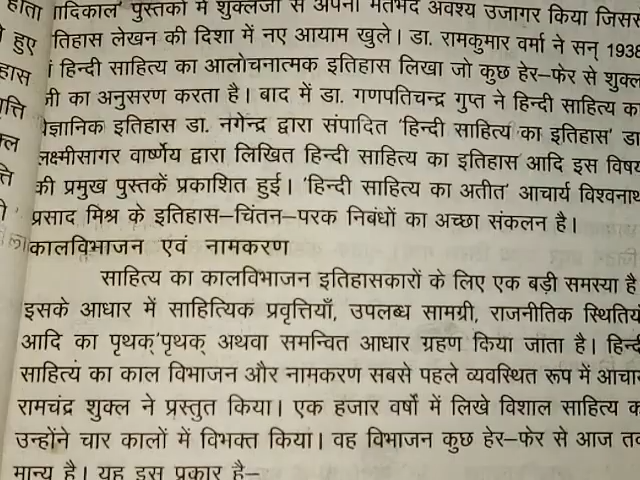 होता
आदिकाल' पुस्तकों में शुक्लजी से अपना मतभेद अवश्य उजागर किया जिससे
हुए
इतिहास लेखन की दिशा में नए आयाम खुले। डा. रामकुमार वर्मा ने सन् 1938
हिन्दी साहित्य का आलोचनात्मक इतिहास लिखा जो कुछ हेर–फेर से शुक्ल
जी का अनुसरण करता है। बाद में डा. गणपतिचन्द्र गुप्त ने हिन्दी साहित्य का
वैज्ञानिक इतिहास डा. नगेन्द्र द्वारा संपादित 'हिन्दी साहित्य का इतिहास' डा
लक्ष्मीसागर वार्ष्णेय द्वारा लिखित हिन्दी साहित्य का इतिहास आदि इस विषय
की प्रमुख पुस्तकें प्रकाशित हुई। 'हिन्दी साहित्य का अतीत' आचार्य विश्वनाथ
प्रसाद मिश्र के इतिहास–चिंतन–परक निबंधों का अच्छा संकलन है।
कालविभाजन एवं नामकरण
साहित्य का कालविभाजन इतिहासकारों के लिए एक बड़ी समस्या है
इसके आधार में साहित्यिक प्रवृत्तियाँ, उपलब्ध सामग्री, राजनीतिक स्थितियाँ
आदि का पृथक् पृथक् अथवा समन्वित आधार ग्रहण किया जाता है। हिन्दी
साहित्य का काल विभाजन और नामकरण सबसे पहले व्यवस्थित रूप में आचार्य
रामचंद्र शुक्ल ने प्रस्तुत किया। एक हजार वर्षों में लिखे विशाल साहित्य को
उन्होंने चार कालों में विभक्त किया। वह विभाजन कुछ हेर–फेर से आज तक
मान्य है। यह इस प्रकार है–